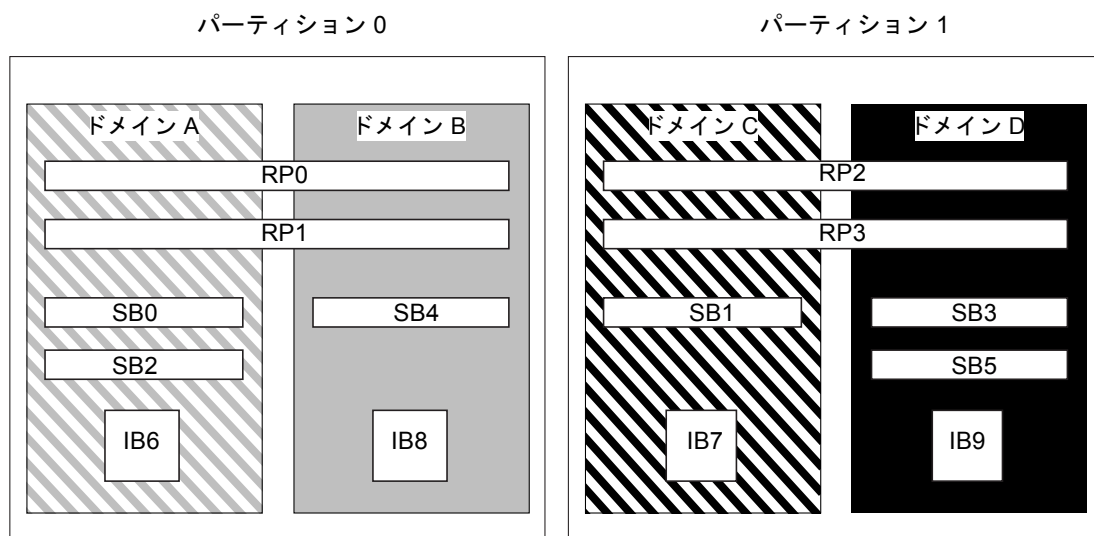 パーティション 0
パーティション 1
ドメイン A
ドメイン B
ドメイン C
ドメイン D
RP0
RP2
RP1
RP3
SB0
SB4
SB1
SB3
SB2
SB5
IB6
IB8
IB7
IB9